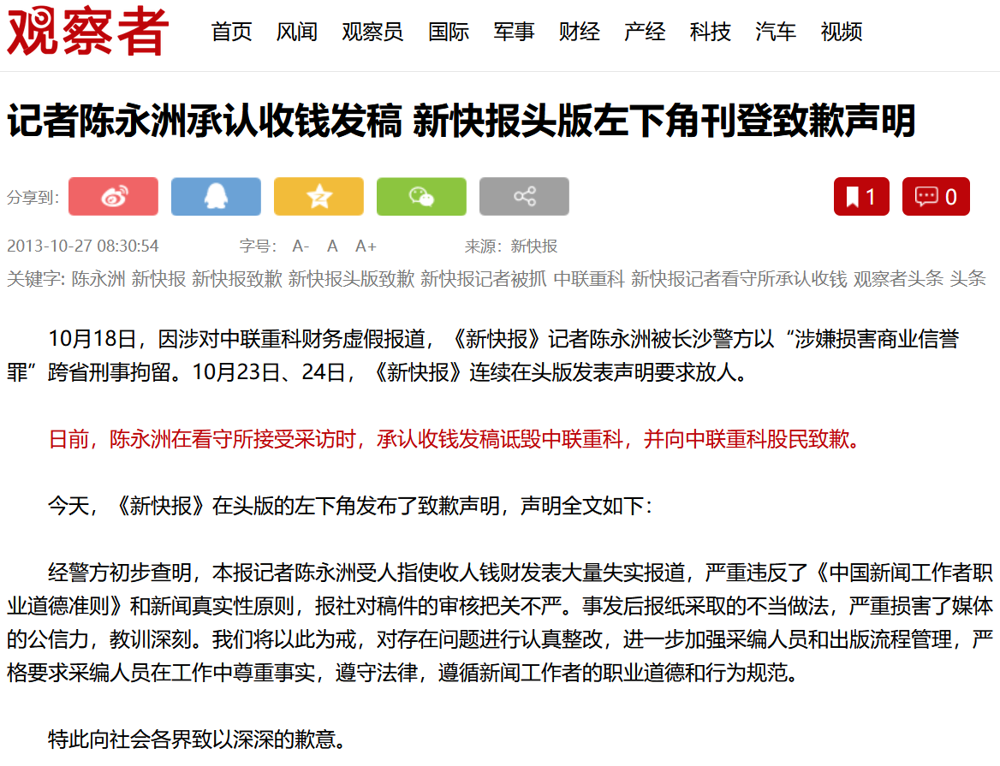 观察者 首页 风闻 观察员 国际 军事 财经 产经 科技 汽车 视频
记者陈永洲承认收钱发稿 新快报头版左下角刊登致歉声明
分享到: 1 0
2013-10-27 08:30:54 字号： A- A A+ 来源：新快报
关键字: 陈永洲 新快报 新快报致歉 新快报头版致歉 新快报记者被抓 中联重科 新快报记者看守所承认收钱 观察者头条 头条
10月18日，因涉对中联重科财务虚假报道，《新快报》记者陈永洲被长沙警方以“涉嫌损害商业信誉
罪”跨省刑事拘留。10月23日、24日，《新快报》连续在头版发表声明要求放人。
日前，陈永洲在看守所接受采访时，承认收钱发稿诋毁中联重科，并向中联重科股民致歉。
今天，《新快报》在头版的左下角发布了致歉声明，声明全文如下：
经警方初步查明，本报记者陈永洲受人指使收人钱财发表大量失实报道，严重违反了《中国新闻工作者职
业道德准则》和新闻真实性原则，报社对稿件的审核把关不严。事发后报纸采取的不当做法，严重损害了媒体
的公信力，教训深刻。我们将以此为戒，对存在问题进行认真整改，进一步加强采编人员和出版流程管理，严
格要求采编人员在工作中尊重事实，遵守法律，遵循新闻工作者的职业道德和行为规范。
特此向社会各界致以深深的歉意。